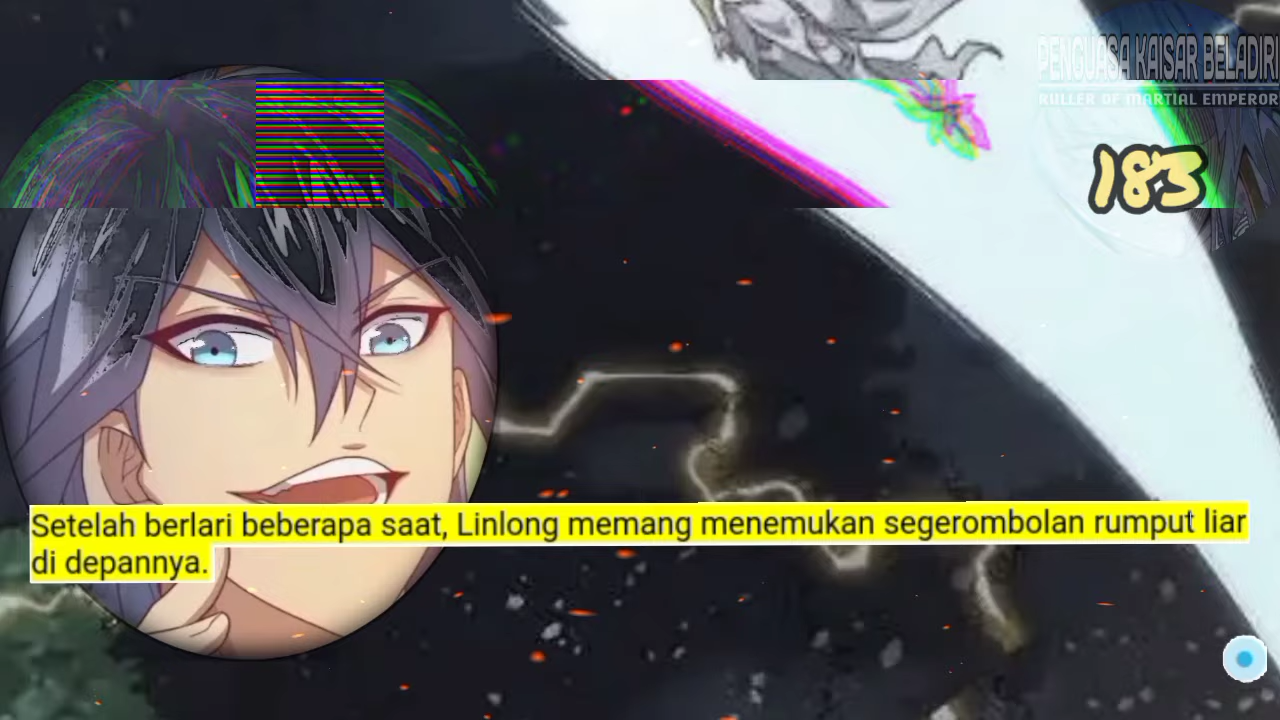 PENGUASA KAISAR BELADIRI
RULLER OF MARTIAL EMPEROR
183
Setelah berlari beberapa saat, Linlong memang menemukan segerombolan rumput liar
di depannya.